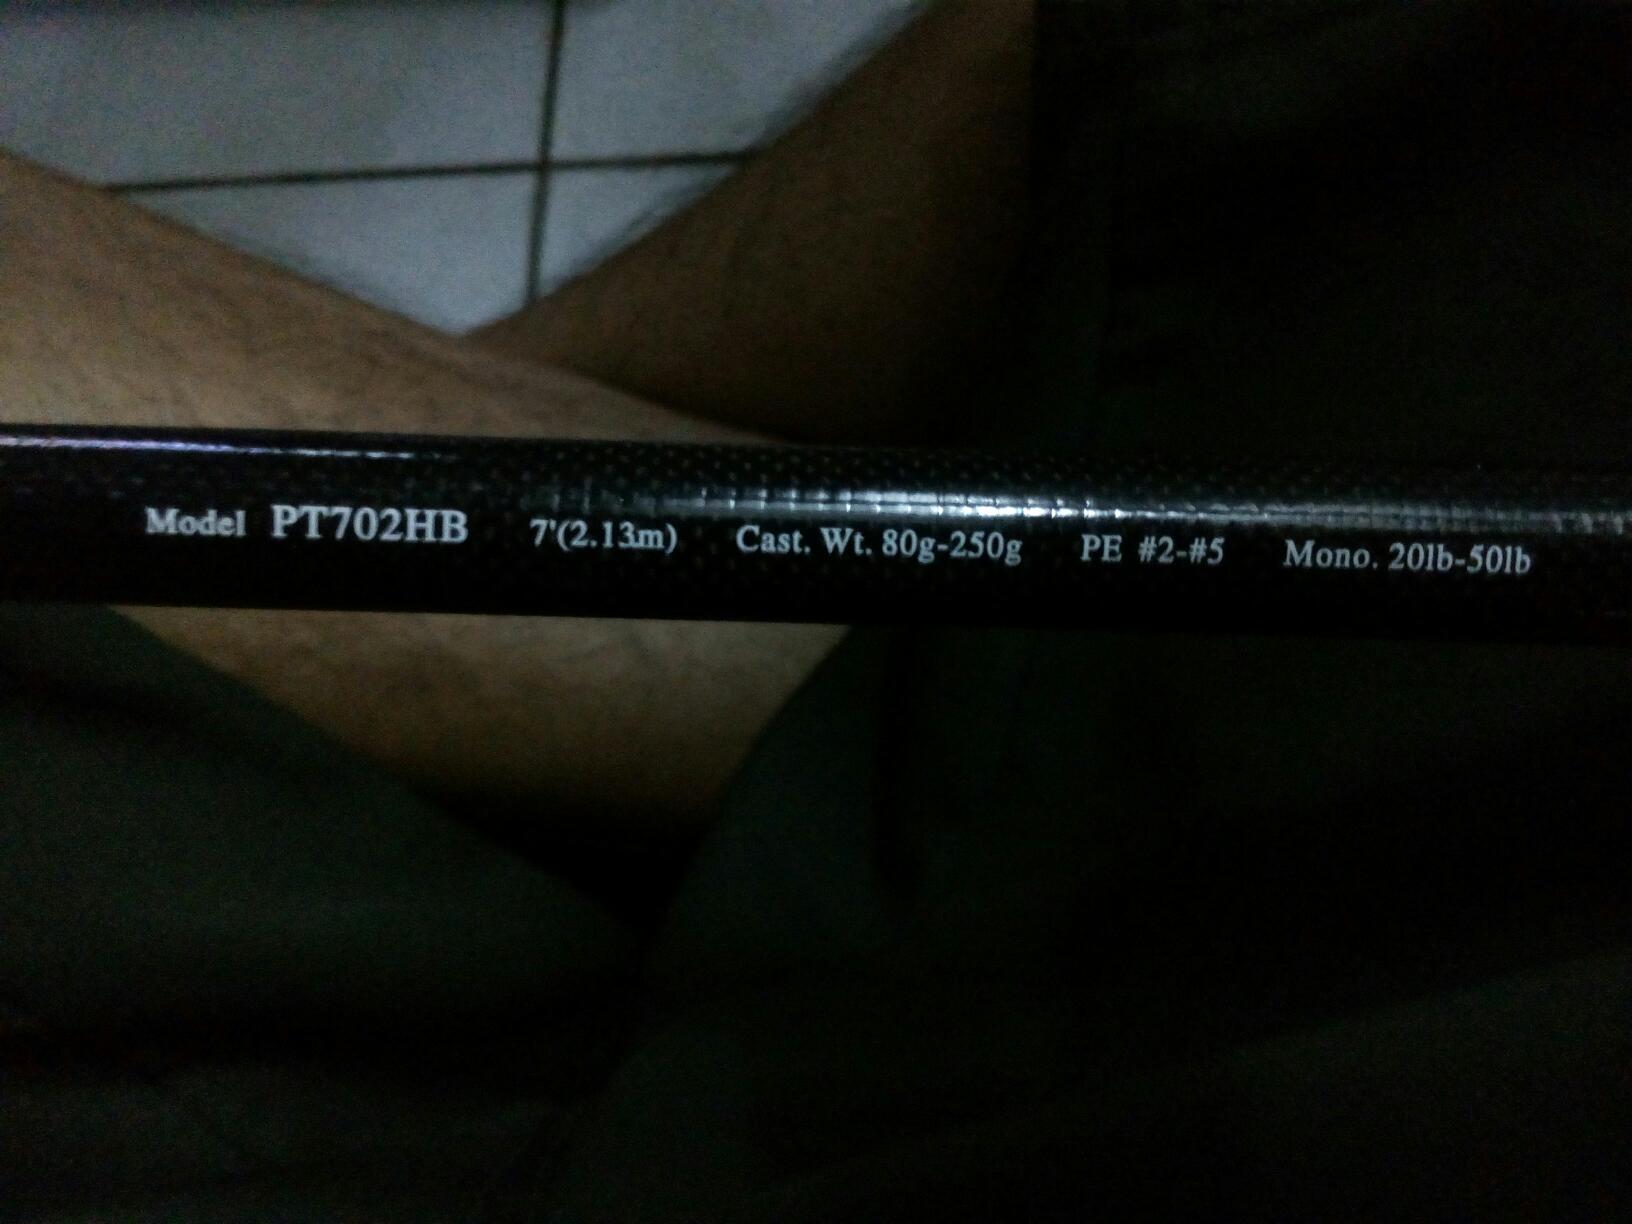 Model PT702HB 7'(2.13m) Cast. Wt. 80g-250g PE #2-#5 Mono. 20lb-50lb